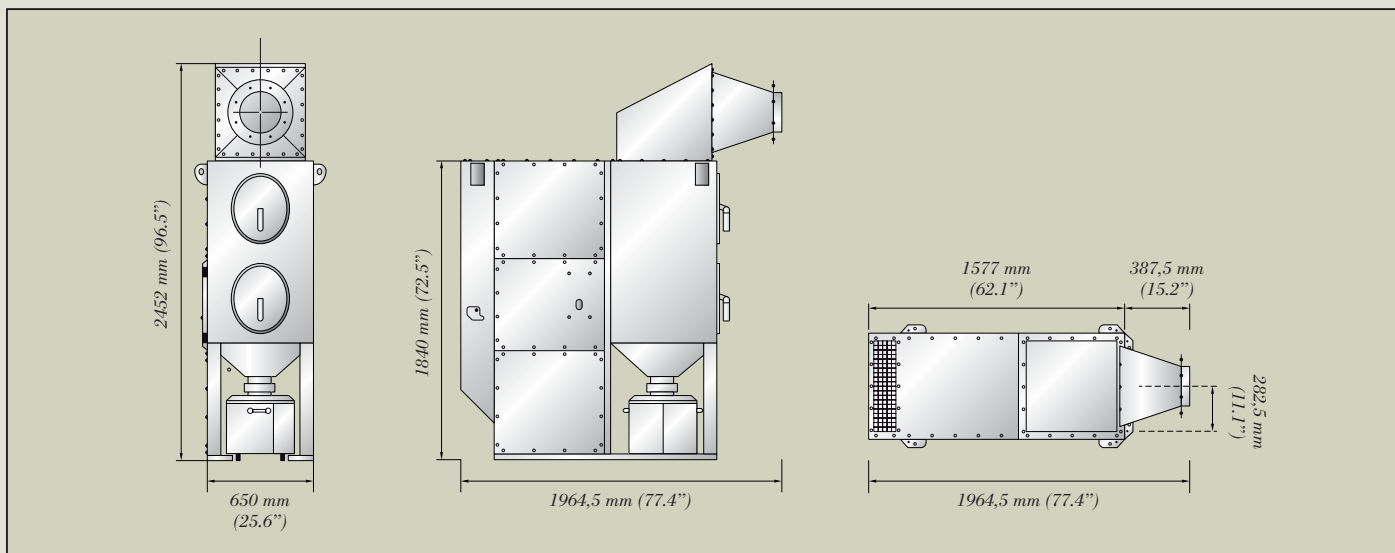 2452 mm (96.5”)
650 mm
(25.6”)
1840 mm (72.5”)
1964,5 mm (77.4”)
1577 mm
(62.1”)
387,5 mm
(15.2”)
282,5 mm
(11.1”)
1964,5 mm (77.4”)